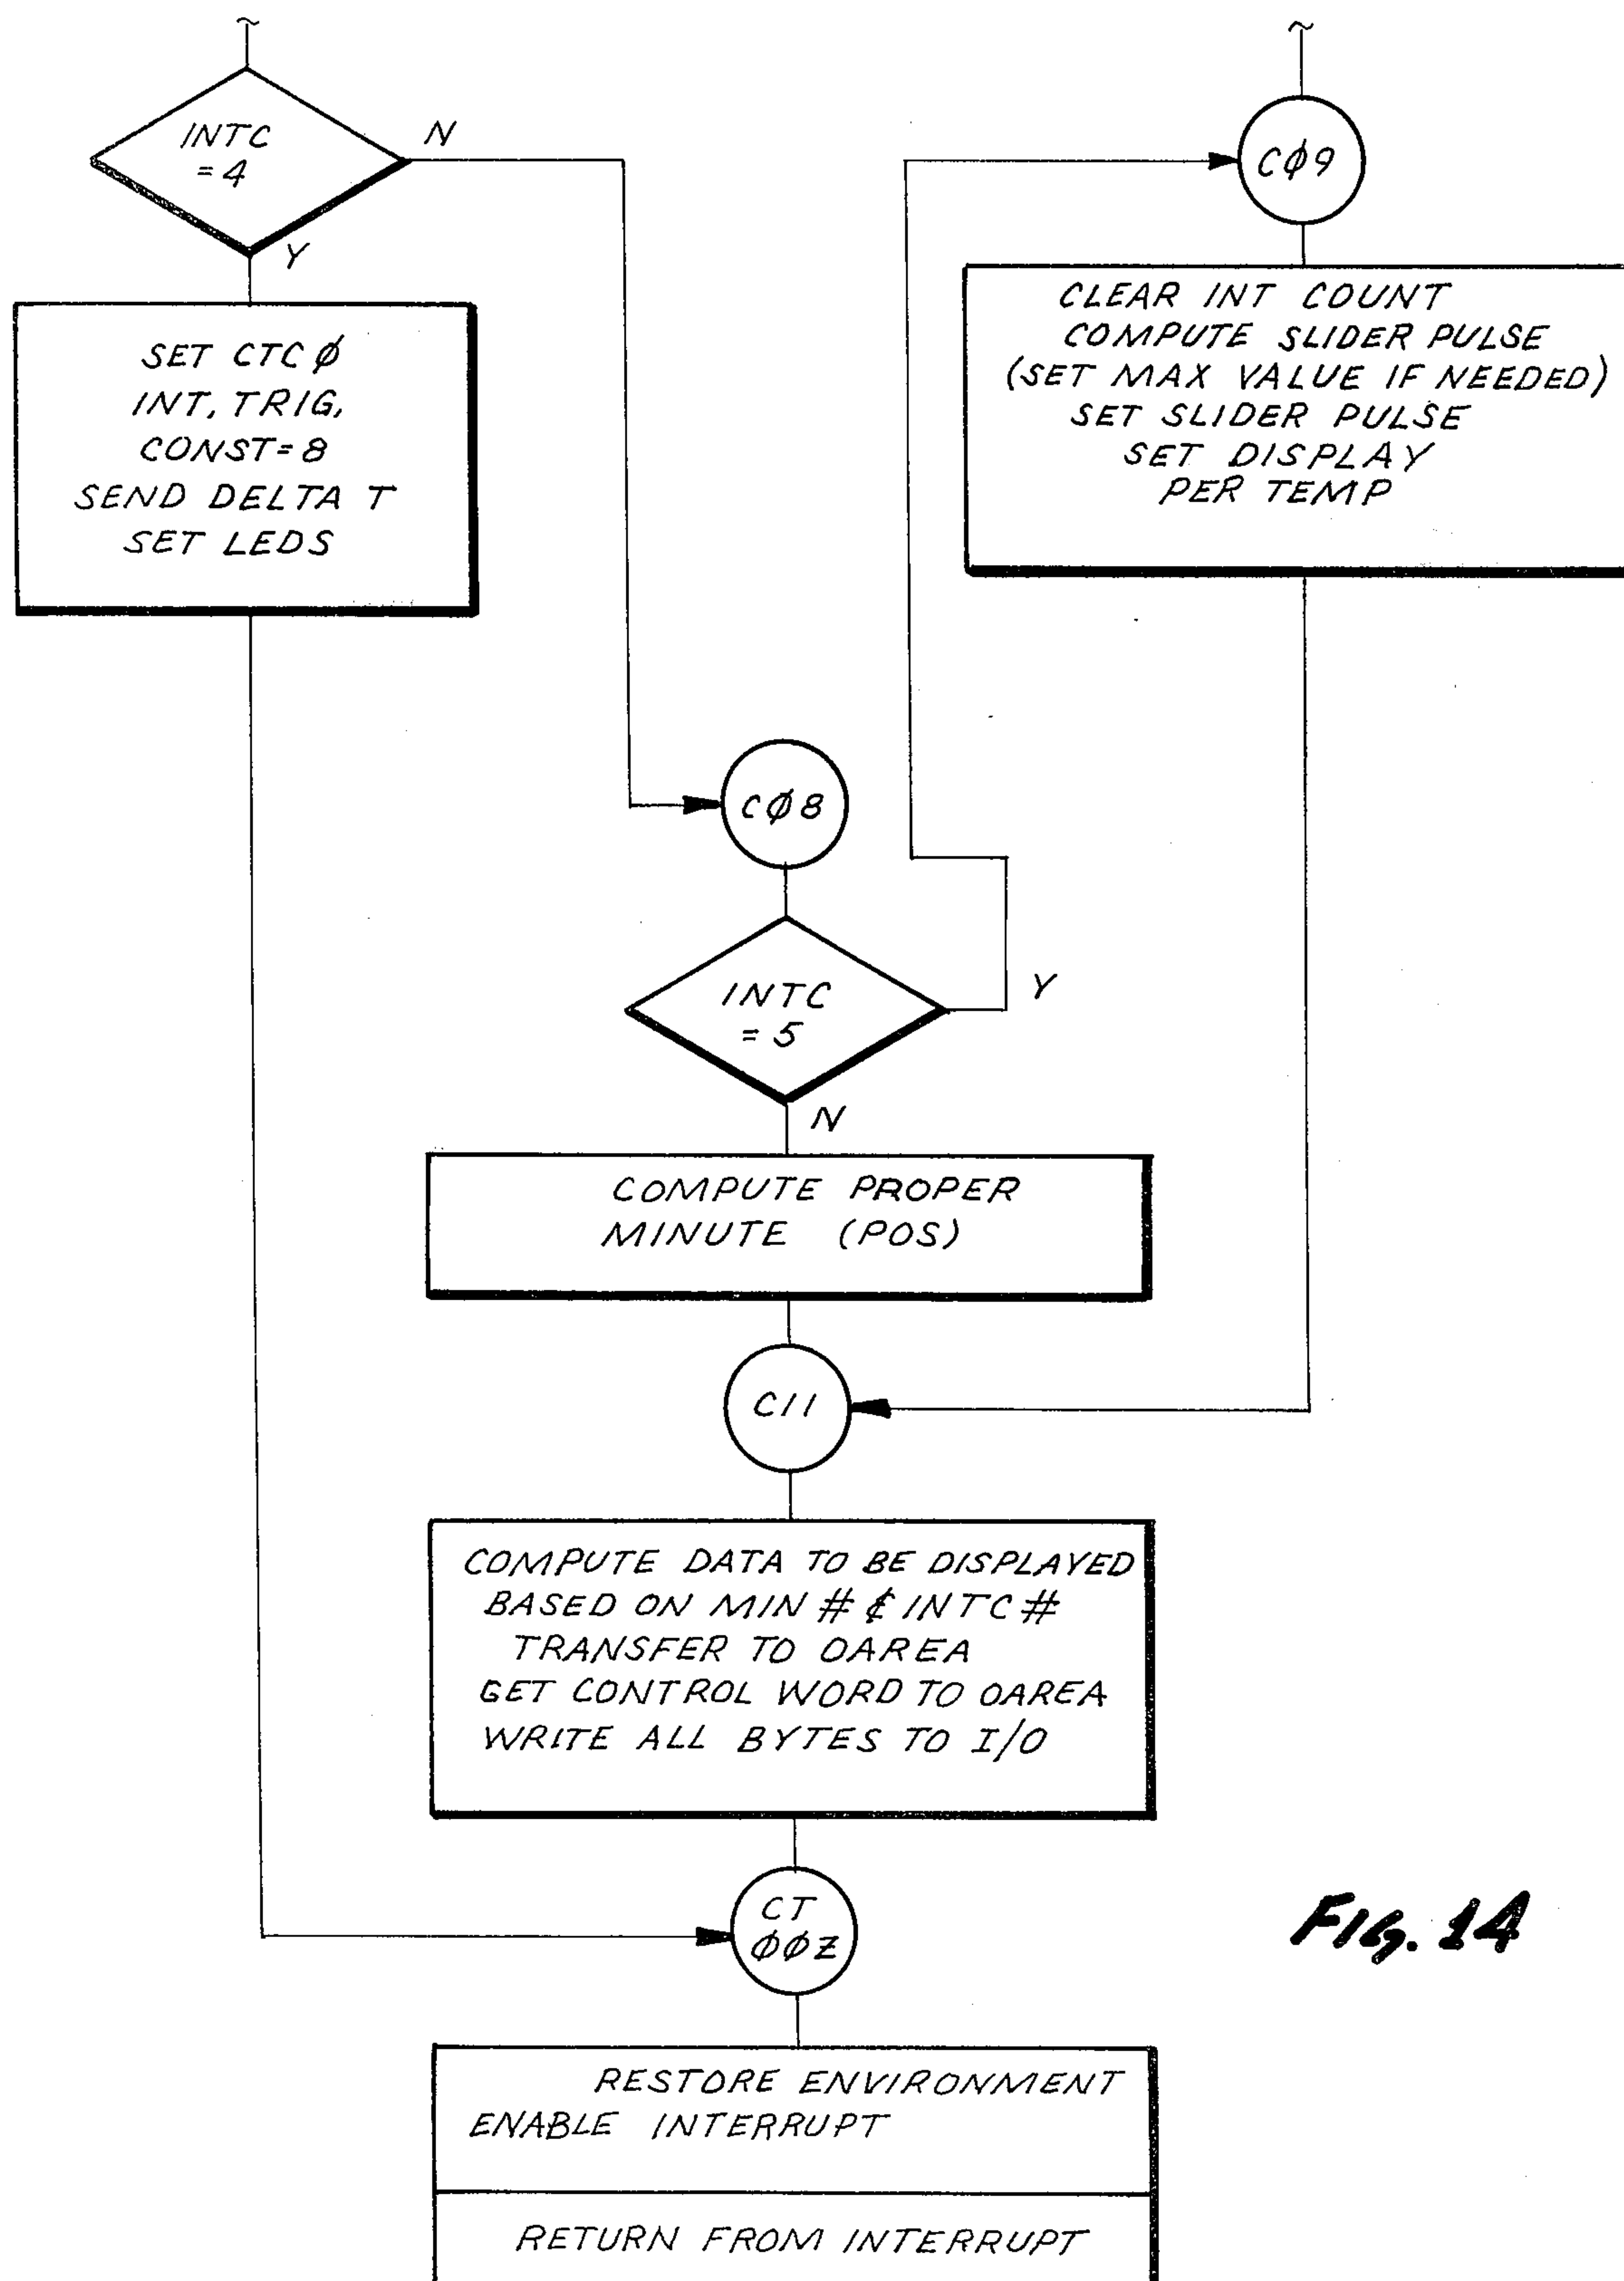 INTC
=4
N
Y
SET CTC Ø
INT, TRIG,
CONST=8
SEND DELTA T
SET LEDS
CØ9
CLEAR INT COUNT
COMPUTE SLIDER PULSE
(SET MAX VALUE IF NEEDED)
SET SLIDER PULSE
SET DISPLAY
PER TEMP
CØ8
INTC
=5
Y
N
COMPUTE PROPER
MINUTE (POS)
C11
COMPUTE DATA TO BE DISPLAYED
BASED ON MIN # & INTC #
TRANSFER TO OAREA
GET CONTROL WORD TO OAREA
WRITE ALL BYTES TO I/O
CT
ØØZ
RESTORE ENVIRONMENT
ENABLE INTERRUPT
RETURN FROM INTERRUPT
FIG. 14